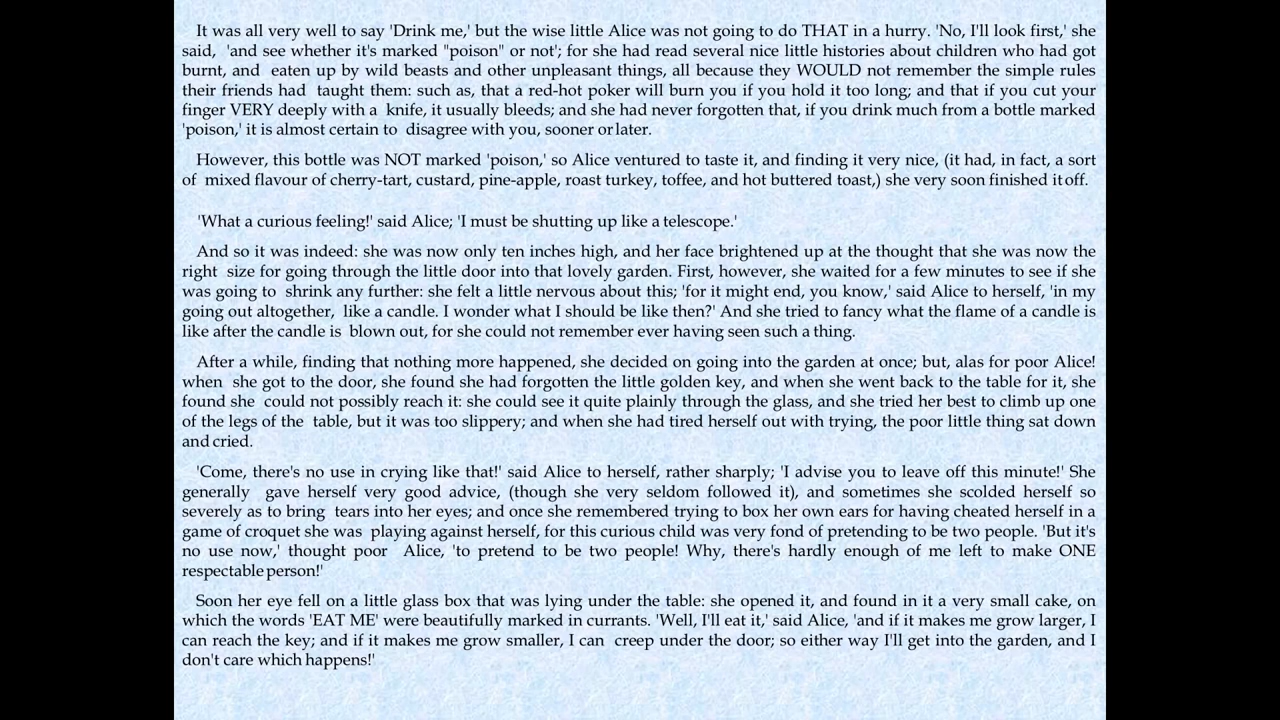 It was all very well to say 'Drink me,' but the wise little Alice was not going to do THAT in a hurry. 'No, I'll look first,' she
said, 'and see whether it's marked "poison" or not'; for she had read several nice little histories about children who had got
burnt, and eaten up by wild beasts and other unpleasant things, all because they WOULD not remember the simple rules
their friends had taught them: such as, that a red-hot poker will burn you if you hold it too long; and that if you cut your
finger VERY deeply with a knife, it usually bleeds; and she had never forgotten that, if you drink much from a bottle marked
'poison,' it is almost certain to disagree with you, sooner or later.
However, this bottle was NOT marked 'poison,' so Alice ventured to taste it, and finding it very nice, (it had, in fact, a sort
of mixed flavour of cherry-tart, custard, pine-apple, roast turkey, toffee, and hot buttered toast,) she very soon finished it off.
'What a curious feeling!' said Alice; 'I must be shutting up like a telescope.'
And so it was indeed: she was now only ten inches high, and her face brightened up at the thought that she was now the
right size for going through the little door into that lovely garden. First, however, she waited for a few minutes to see if she
was going to shrink any further: she felt a little nervous about this; 'for it might end, you know,' said Alice to herself, 'in my
going out altogether, like a candle. I wonder what I should be like then?' And she tried to fancy what the flame of a candle is
like after the candle is blown out, for she could not remember ever having seen such a thing.
After a while, finding that nothing more happened, she decided on going into the garden at once; but, alas for poor Alice!
when she got to the door, she found she had forgotten the little golden key, and when she went back to the table for it, she
found she could not possibly reach it: she could see it quite plainly through the glass, and she tried her best to climb up one
of the legs of the table, but it was too slippery; and when she had tired herself out with trying, the poor little thing sat down
and cried.
'Come, there's no use in crying like that!' said Alice to herself, rather sharply; 'I advise you to leave off this minute!' She
generally gave herself very good advice, (though she very seldom followed it), and sometimes she scolded herself so
severely as to bring tears into her eyes; and once she remembered trying to box her own ears for having cheated herself in a
game of croquet she was playing against herself, for this curious child was very fond of pretending to be two people. 'But it's
no use now,' thought poor Alice, 'to pretend to be two people! Why, there's hardly enough of me left to make ONE
respectable person!'
Soon her eye fell on a little glass box that was lying under the table: she opened it, and found in it a very small cake, on
which the words 'EAT ME' were beautifully marked in currants. 'Well, I'll eat it,' said Alice, 'and if it makes me grow larger, I
can reach the key; and if it makes me grow smaller, I can creep under the door; so either way I'll get into the garden, and I
don't care which happens!'